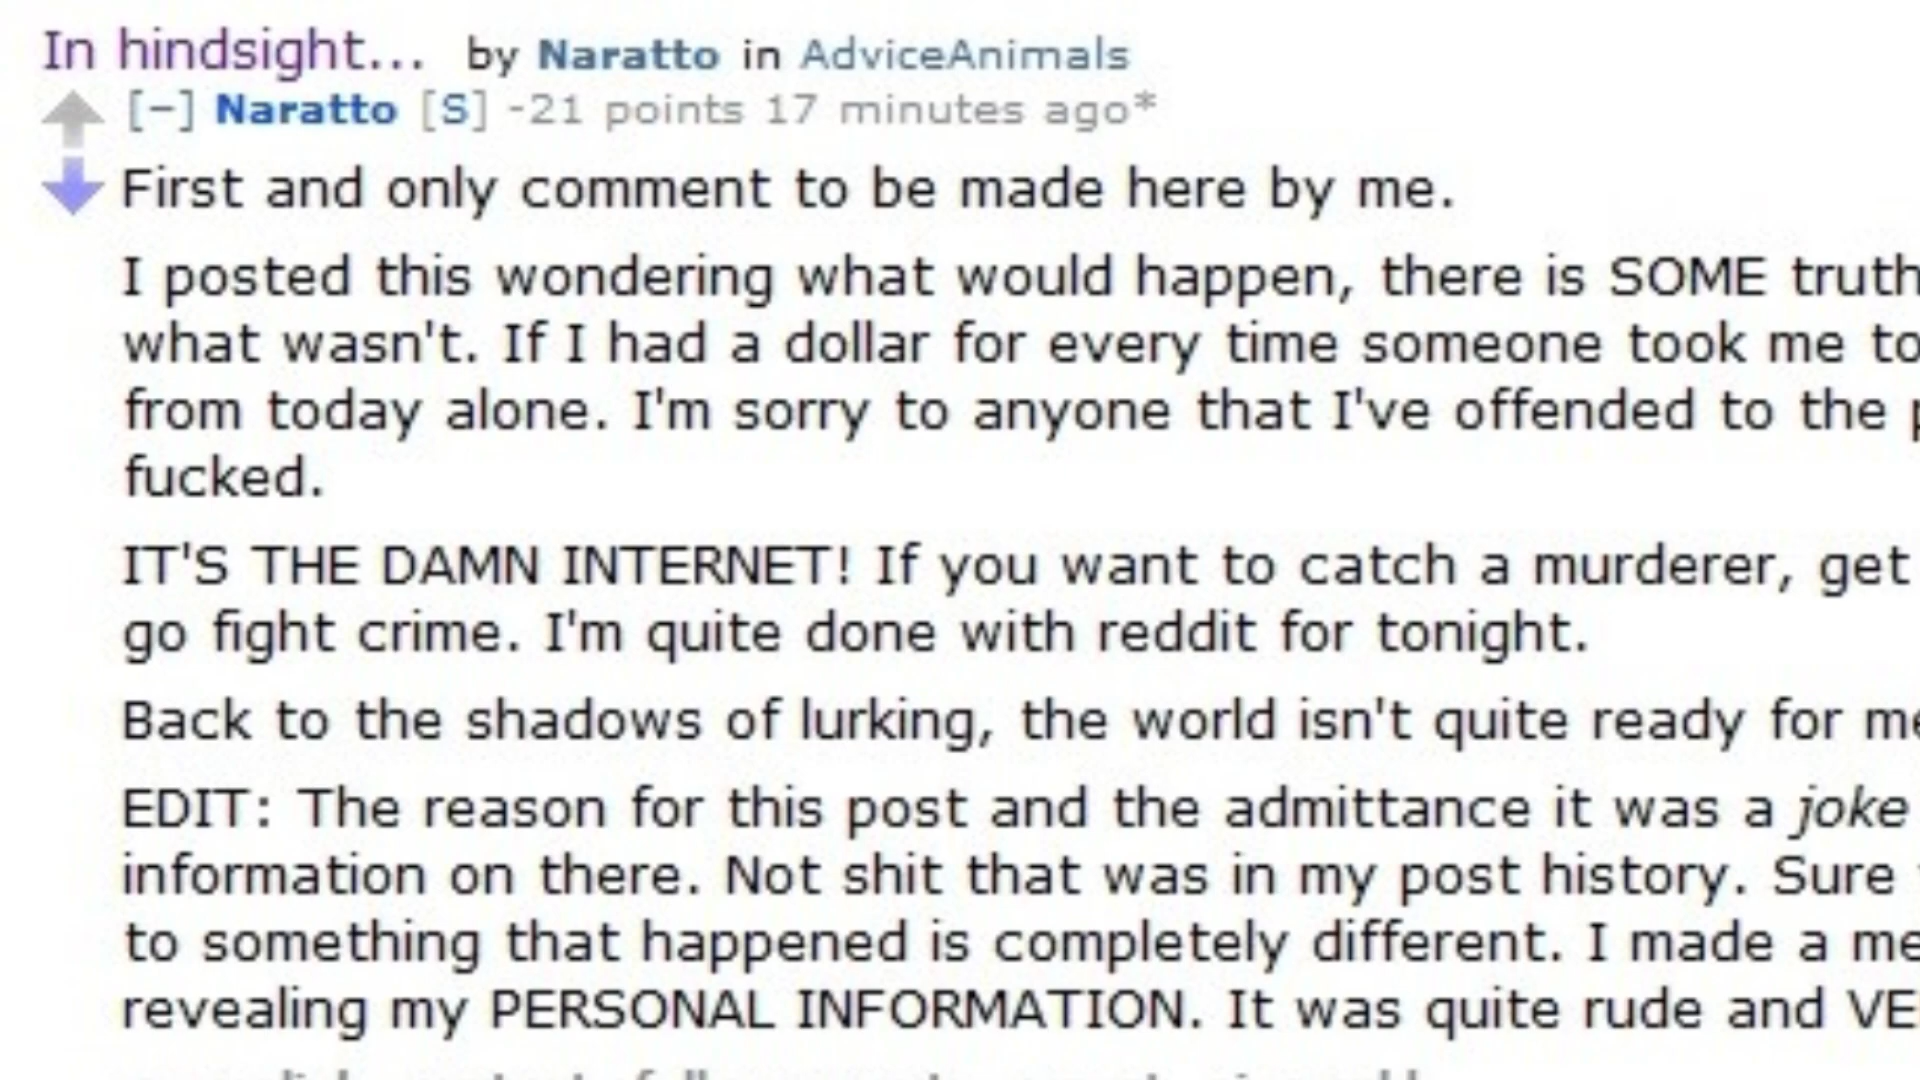 In hindsight... by Naratto in AdviceAnimals
[−] Naratto [S] -21 points 17 minutes ago*
First and only comment to be made here by me.
I posted this wondering what would happen, there is SOME truth
what wasn't. If I had a dollar for every time someone took me to
from today alone. I'm sorry to anyone that I've offended to the p
fucked.
IT'S THE DAMN INTERNET! If you want to catch a murderer, get
go fight crime. I'm quite done with reddit for tonight.
Back to the shadows of lurking, the world isn't quite ready for me
EDIT: The reason for this post and the admittance it was a joke
information on there. Not shit that was in my post history. Sure
to something that happened is completely different. I made a me
revealing my PERSONAL INFORMATION. It was quite rude and VE